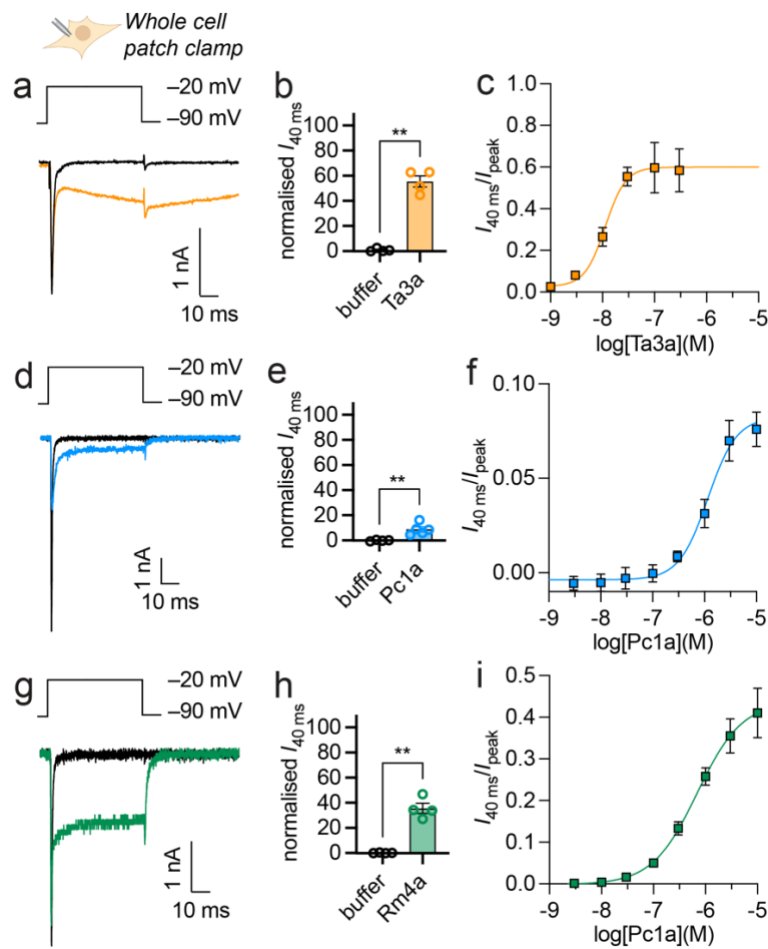 Whole cell
patch clamp
a
−20 mV
−90 mV
1 nA
10 ms
b
normalised I40 ms
100
80
60
40
20
0
**
buffer
Ta3a
c
I40 ms/Ipeak
1.0
0.8
0.6
0.4
0.2
0.0
-9 -8 -7 -6 -5
log[Ta3a](M)
d
−20 mV
−90 mV
1 nA
10 ms
e
normalised I40 ms
100
80
60
40
20
0
**
buffer
Pc1a
f
I40 ms/Ipeak
0.10
0.05
0.00
-9 -8 -7 -6 -5
log[Pc1a](M)
g
−20 mV
−90 mV
1 nA
10 ms
h
normalised I40 ms
100
80
60
40
20
0
**
buffer
Rm4a
i
I40 ms/Ipeak
0.5
0.4
0.3
0.2
0.1
0.0
-9 -8 -7 -6 -5
log[Pc1a](M)